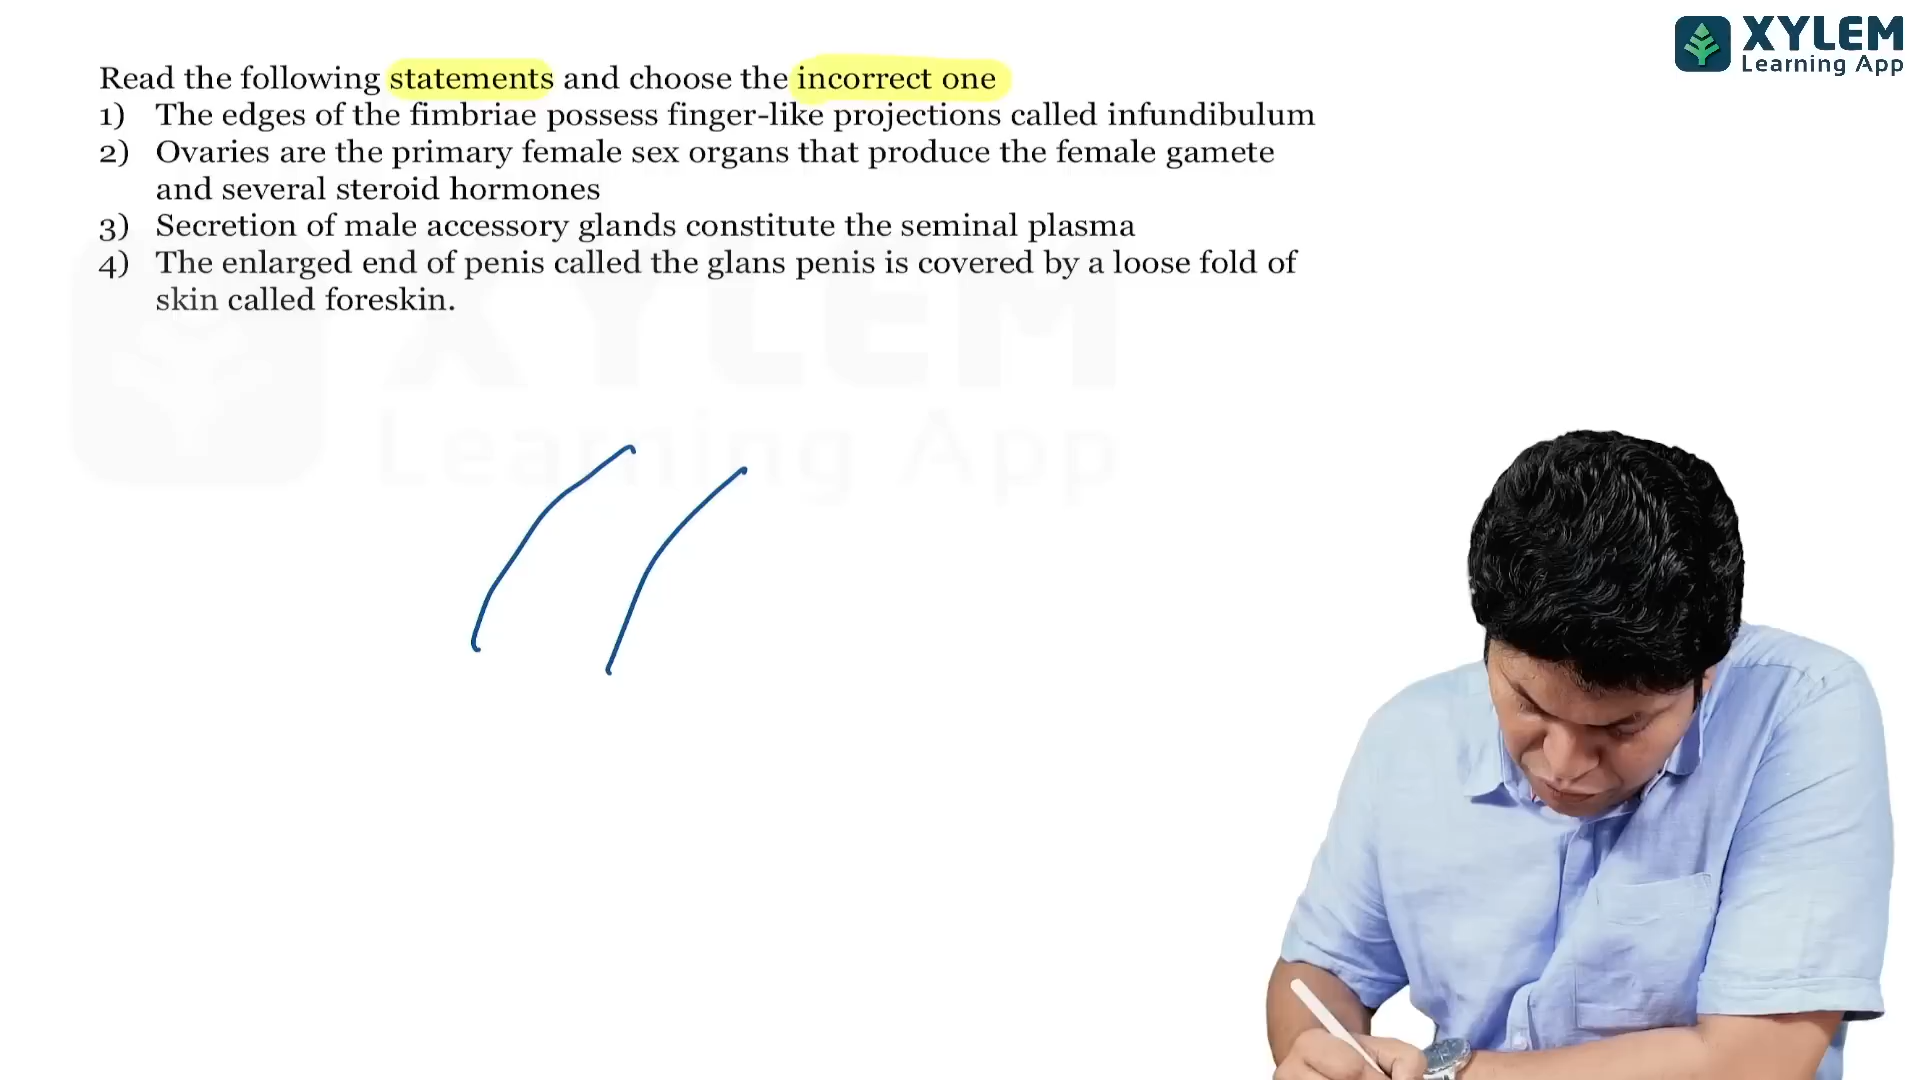 XYLEM
Learning App
Read the following statements and choose the incorrect one
1) The edges of the fimbriae possess finger-like projections called infundibulum
2) Ovaries are the primary female sex organs that produce the female gamete
and several steroid hormones
3) Secretion of male accessory glands constitute the seminal plasma
4) The enlarged end of penis called the glans penis is covered by a loose fold of
skin called foreskin.
XYLEM
Learning App